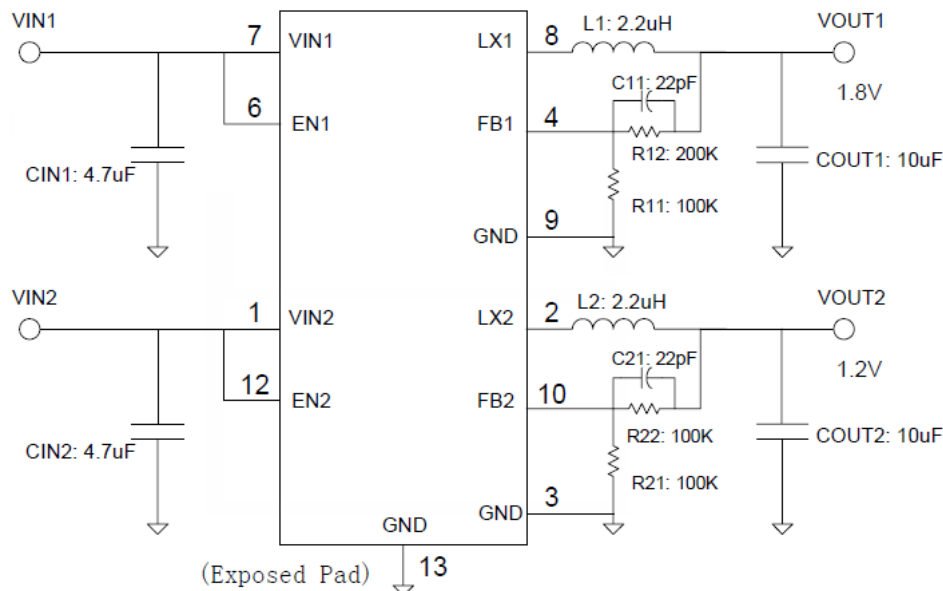 VIN1
7
VIN1
LX1
8
L1: 2.2uH
VOUT1
6
EN1
FB1
4
C11: 22pF
1.8V
CIN1: 4.7uF
R12: 200K
COUT1: 10uF
R11: 100K
GND
9
VIN2
1
VIN2
LX2
2
L2: 2.2uH
VOUT2
12
EN2
FB2
10
C21: 22pF
1.2V
CIN2: 4.7uF
R22: 100K
COUT2: 10uF
R21: 100K
GND
3
GND
(Exposed Pad)
13